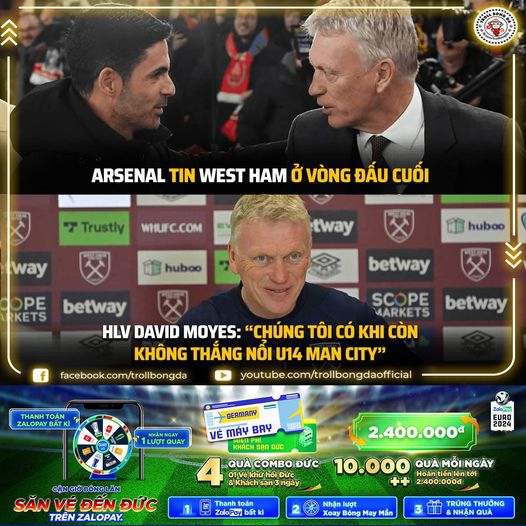 ARSENAL TIN WEST HAM Ở VÒNG ĐẤU CUỐI
Trustly
WHUFC.COM
betway
huboo
SCOPE MARKETS
betway
HLV DAVID MOYES: “CHÚNG TÔI CÓ KHI CÒN
KHÔNG THẮNG NỔI U14 MAN CITY”
facebook.com/trollbongda
youtube.com/trollbongdaofficial
THANH TOÁN
ZALOPAY BẤT KÌ
NHẬN NGAY
1 LƯỢT QUAY
CẬN GIỜ BÓNG LĂN
SĂN VÉ ĐẾN ĐỨC
TRÊN ZALOPAY.
GERMANY
VÉ MÁY BAY
MIỄN PHÍ
KHÁCH SẠN ĐỨC
2.400.000đ
ZaloPay
EURO
2024
4 QUÀ COMBO ĐỨC
01 Vé khứ hồi Đức
& Khách sạn 3 ngày
10.000++ QUÀ MỖI NGÀY
Hoàn tiền lên tới
2.400.000đ
1 Thanh toán
ZaloPay bất kì
2 Nhận lượt
Xoay Bóng May Mắn
3 TRÚNG THƯỞNG
& NHẬN QUÀ